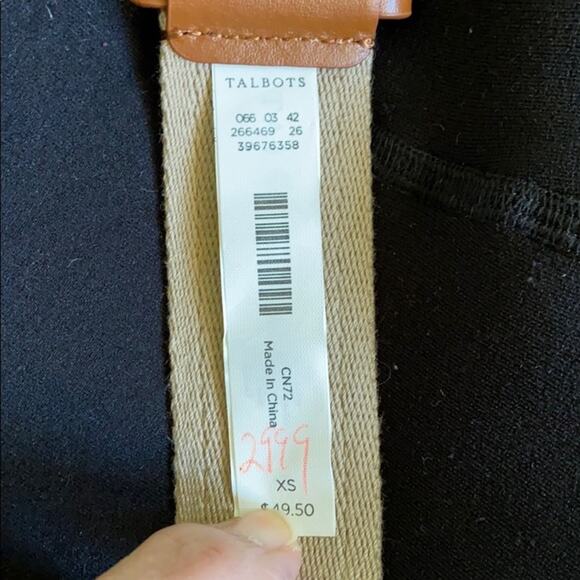 TALBOTS
066 03 42
266469 26
39676358
CN72
Made In China
2999
XS
$49.50